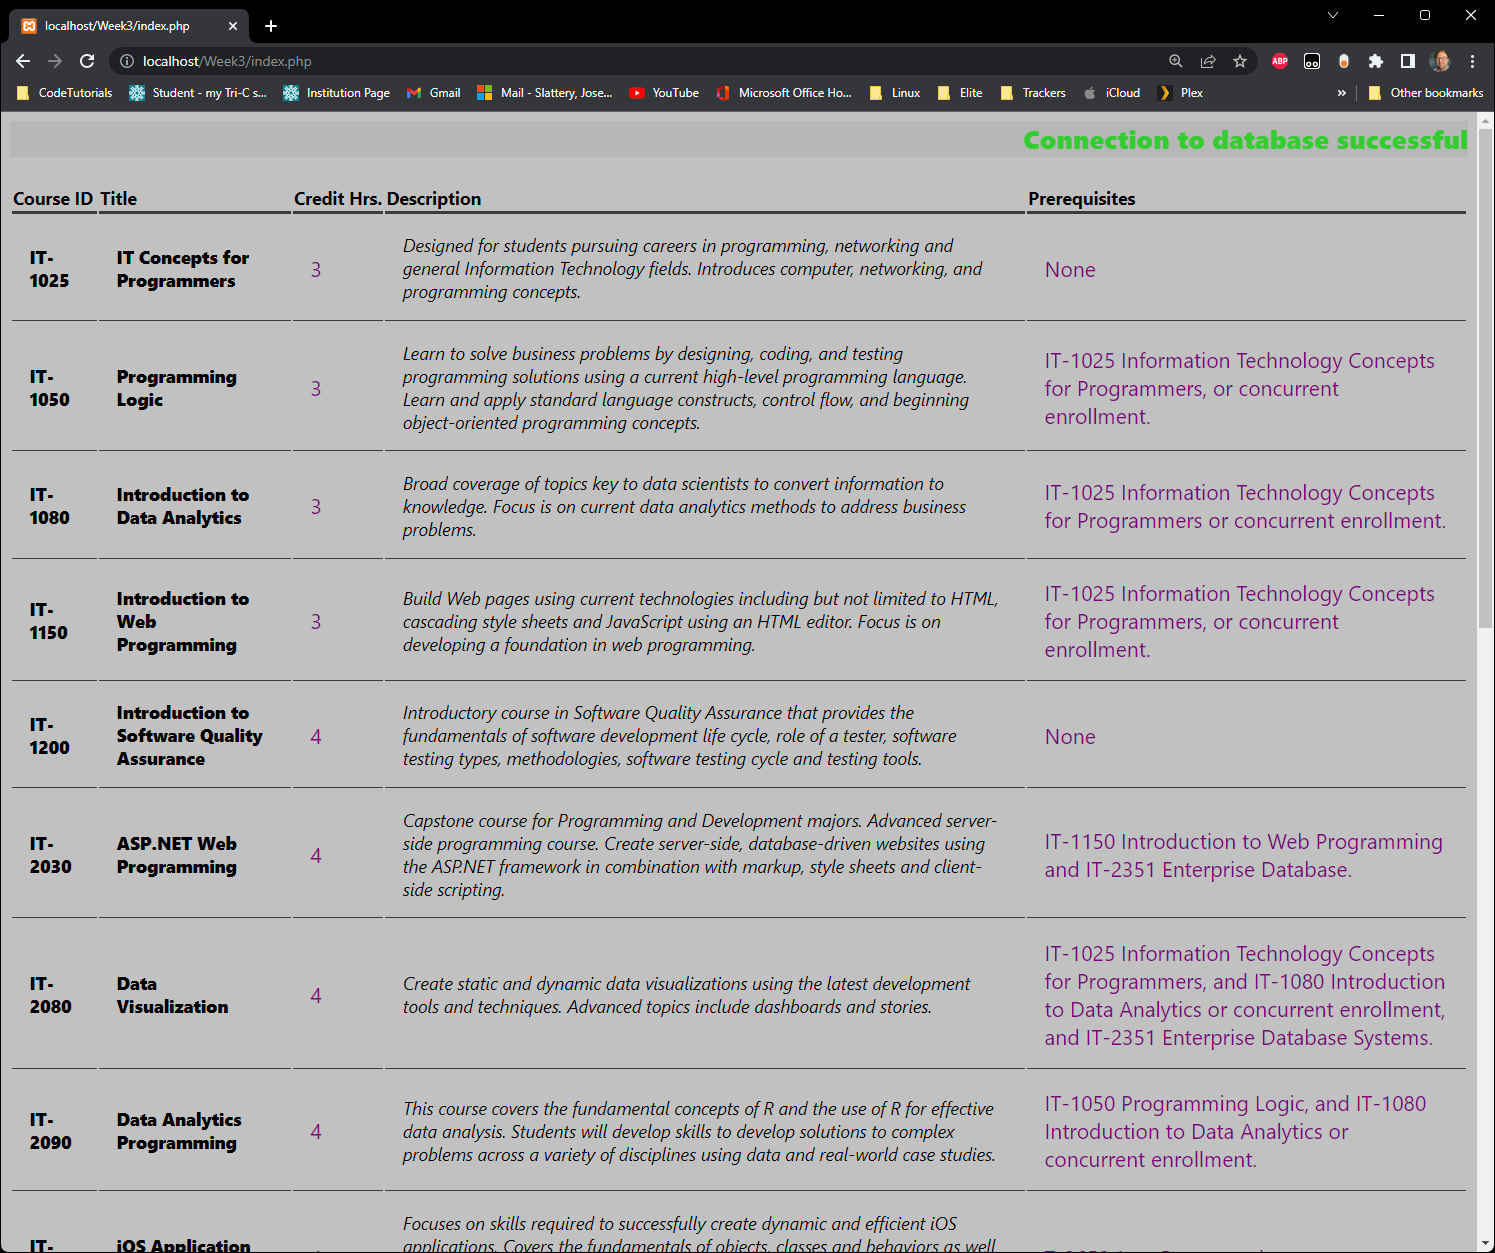 localhost/Week3/index.php
localhost/Week3/index.php
ABP
CodeTutorials Student - my Tri-C s... Institution Page Gmail Mail - Slattery, Jose... YouTube Microsoft Office Ho... Linux Elite Trackers iCloud Plex » Other bookmarks
Connection to database successful
Course ID Title Credit Hrs. Description Prerequisites
IT-
1025
IT Concepts for
Programmers
3
Designed for students pursuing careers in programming, networking and
general Information Technology fields. Introduces computer, networking, and
programming concepts.
None
IT-
1050
Programming
Logic
3
Learn to solve business problems by designing, coding, and testing
programming solutions using a current high-level programming language.
Learn and apply standard language constructs, control flow, and beginning
object-oriented programming concepts.
IT-1025 Information Technology Concepts
for Programmers, or concurrent
enrollment.
IT-
1080
Introduction to
Data Analytics
3
Broad coverage of topics key to data scientists to convert information to
knowledge. Focus is on current data analytics methods to address business
problems.
IT-1025 Information Technology Concepts
for Programmers or concurrent enrollment.
IT-
1150
Introduction to
Web
Programming
3
Build Web pages using current technologies including but not limited to HTML,
cascading style sheets and JavaScript using an HTML editor. Focus is on
developing a foundation in web programming.
IT-1025 Information Technology Concepts
for Programmers, or concurrent
enrollment.
IT-
1200
Introduction to
Software Quality
Assurance
4
Introductory course in Software Quality Assurance that provides the
fundamentals of software development life cycle, role of a tester, software
testing types, methodologies, software testing cycle and testing tools.
None
IT-
2030
ASP.NET Web
Programming
4
Capstone course for Programming and Development majors. Advanced server-
side programming course. Create server-side, database-driven websites using
the ASP.NET framework in combination with markup, style sheets and client-
side scripting.
IT-1150 Introduction to Web Programming
and IT-2351 Enterprise Database.
IT-
2080
Data
Visualization
4
Create static and dynamic data visualizations using the latest development
tools and techniques. Advanced topics include dashboards and stories.
IT-1025 Information Technology Concepts
for Programmers, and IT-1080 Introduction
to Data Analytics or concurrent enrollment,
and IT-2351 Enterprise Database Systems.
IT-
2090
Data Analytics
Programming
4
This course covers the fundamental concepts of R and the use of R for effective
data analysis. Students will develop skills to develop solutions to complex
problems across a variety of disciplines using data and real-world case studies.
IT-1050 Programming Logic, and IT-1080
Introduction to Data Analytics or
concurrent enrollment.
IT-
iOS Application
Focuses on skills required to successfully create dynamic and efficient iOS
applications. Covers the fundamentals of objects, classes and behaviors as well